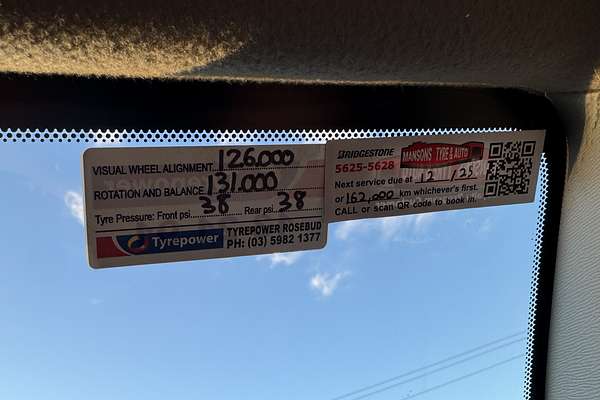 VISUAL WHEEL ALIGNMENT 126,000
ROTATION AND BALANCE 131,000
Tyre Pressure: Front psi 38 Rear psi 38
Tyrepower
TYREPOWER ROSEBUD
PH: (03) 5982 1377
BRIDGESTONE
5625-5628
MANSONS TYRE & AUTO
Next service due at 12 / 25
or 162,000 km whichever's first.
CALL or scan QR code to book in.